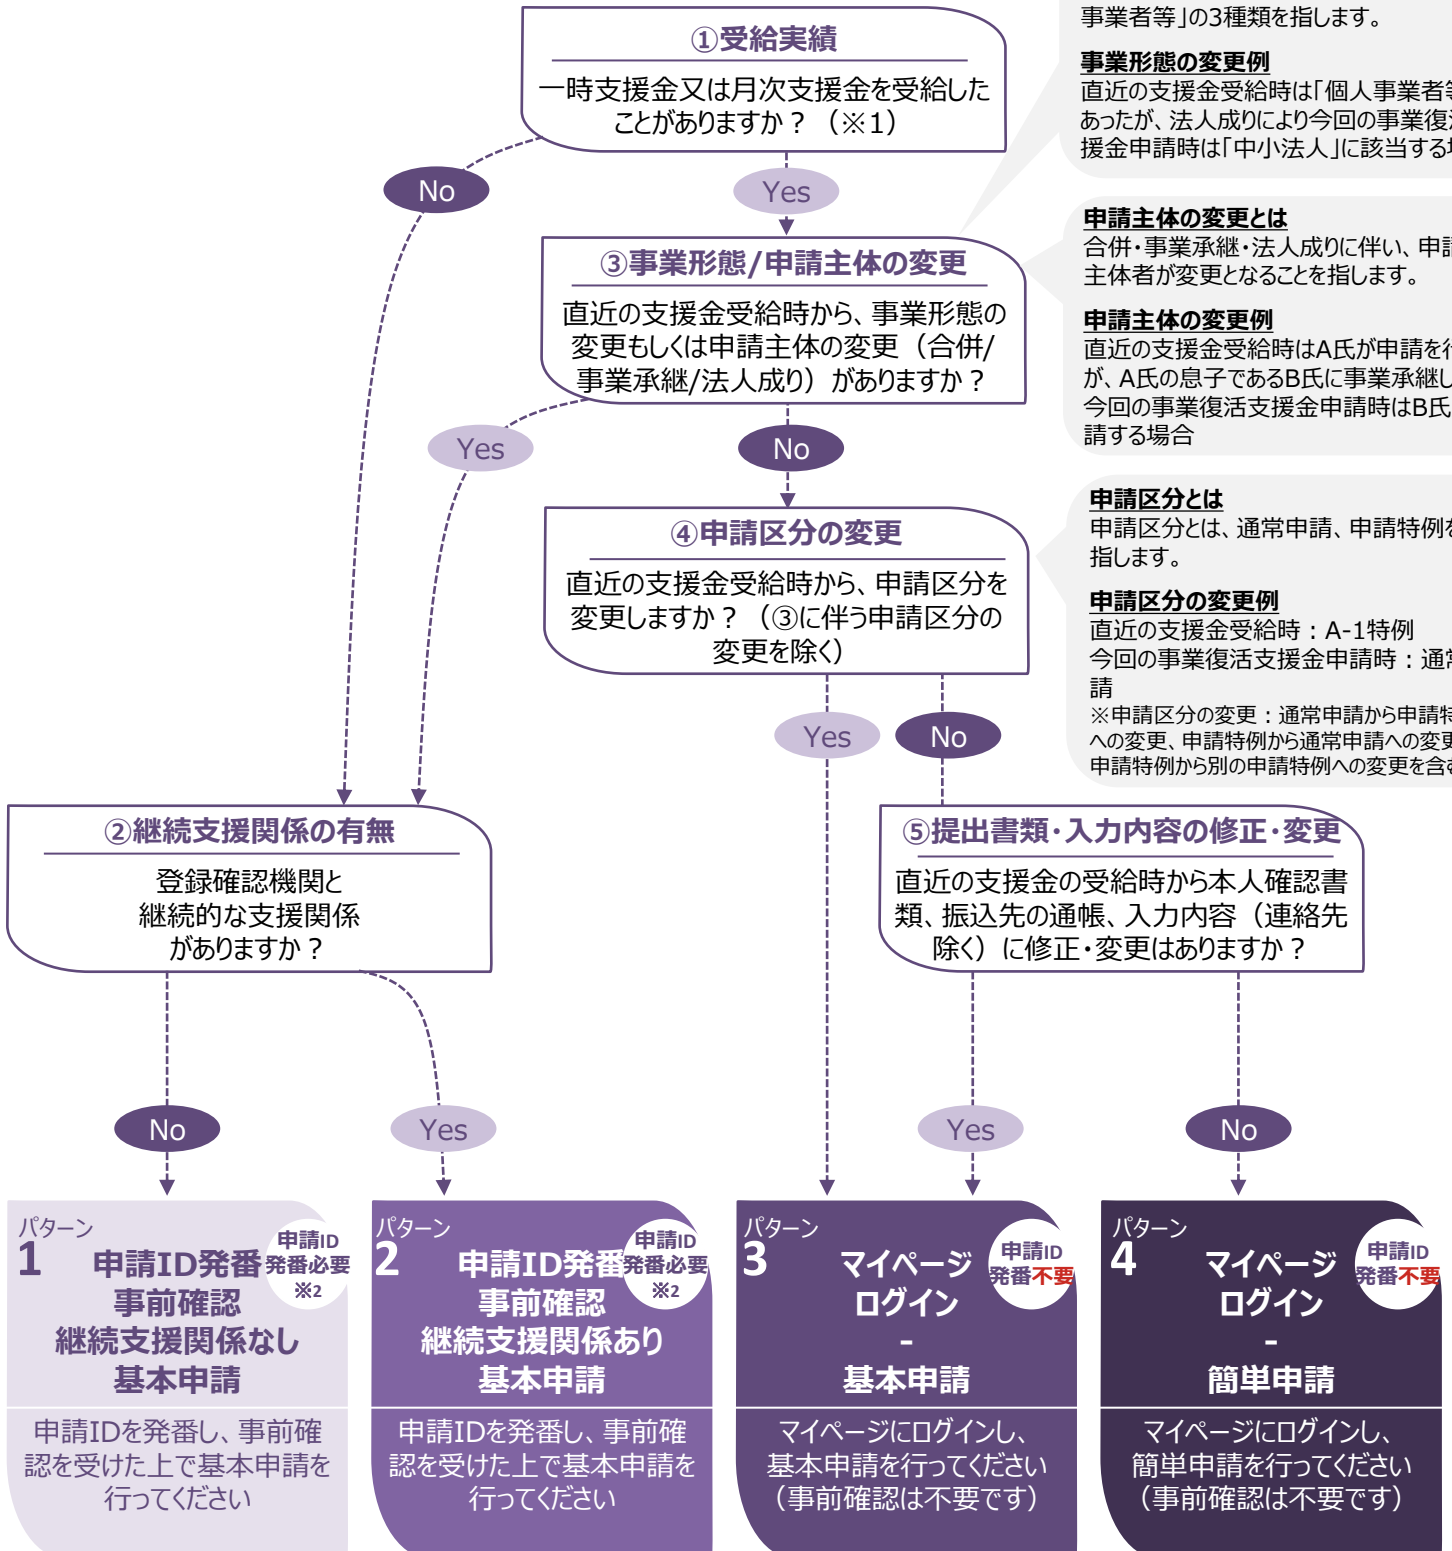 ①受給実績
一時支援金又は月次支援金を受給した
ことがありますか？（※1）
No
Yes
事業者等」の3種類を指します。
事業形態の変更例
直近の支援金受給時は「個人事業者等
あったが、法人成りにより今回の事業復
援金申請時は「中小法人」に該当する
③事業形態/申請主体の変更
直近の支援金受給時から、事業形態の
変更もしくは申請主体の変更（合併/
事業承継/法人成り）がありますか？
Yes
No
申請主体の変更とは
合併・事業承継・法人成りに伴い、申請
主体者が変更となることを指します。
申請主体の変更例
直近の支援金受給時はA氏が申請を
が、A氏の息子であるB氏に事業承継し
今回の事業復活支援金申請時はB氏
請する場合
④申請区分の変更
直近の支援金受給時から、申請区分を
変更しますか？（③に伴う申請区分の
変更を除く）
Yes
No
申請区分とは
申請区分とは、通常申請、申請特例を
指します。
申請区分の変更例
直近の支援金受給時：A-1特例
今回の事業復活支援金申請時：通常
請
※申請区分の変更：通常申請から申請特
への変更、申請特例から通常申請への変更
申請特例から別の申請特例への変更を含む
②継続支援関係の有無
登録確認機関と
継続的な支援関係
がありますか？
No
Yes
⑤提出書類・入力内容の修正・変更
直近の支援金の受給時から本人確認書
類、振込先の通帳、入力内容（連絡先
除く）に修正・変更はありますか？
Yes
No
パターン
1
申請ID発番
事前確認
継続支援関係なし
基本申請
申請ID
発番必要
※2
申請IDを発番し、事前確
認を受けた上で基本申請を
行ってください
パターン
2
申請ID発番
事前確認
継続支援関係あり
基本申請
申請ID
発番必要
※2
申請IDを発番し、事前確
認を受けた上で基本申請を
行ってください
パターン
3
マイページ
ログイン
-
基本申請
申請ID
発番不要
マイページにログインし、
基本申請を行ってください
（事前確認は不要です）
パターン
4
マイページ
ログイン
-
簡単申請
申請ID
発番不要
マイページにログインし、
簡単申請を行ってください
（事前確認は不要です）